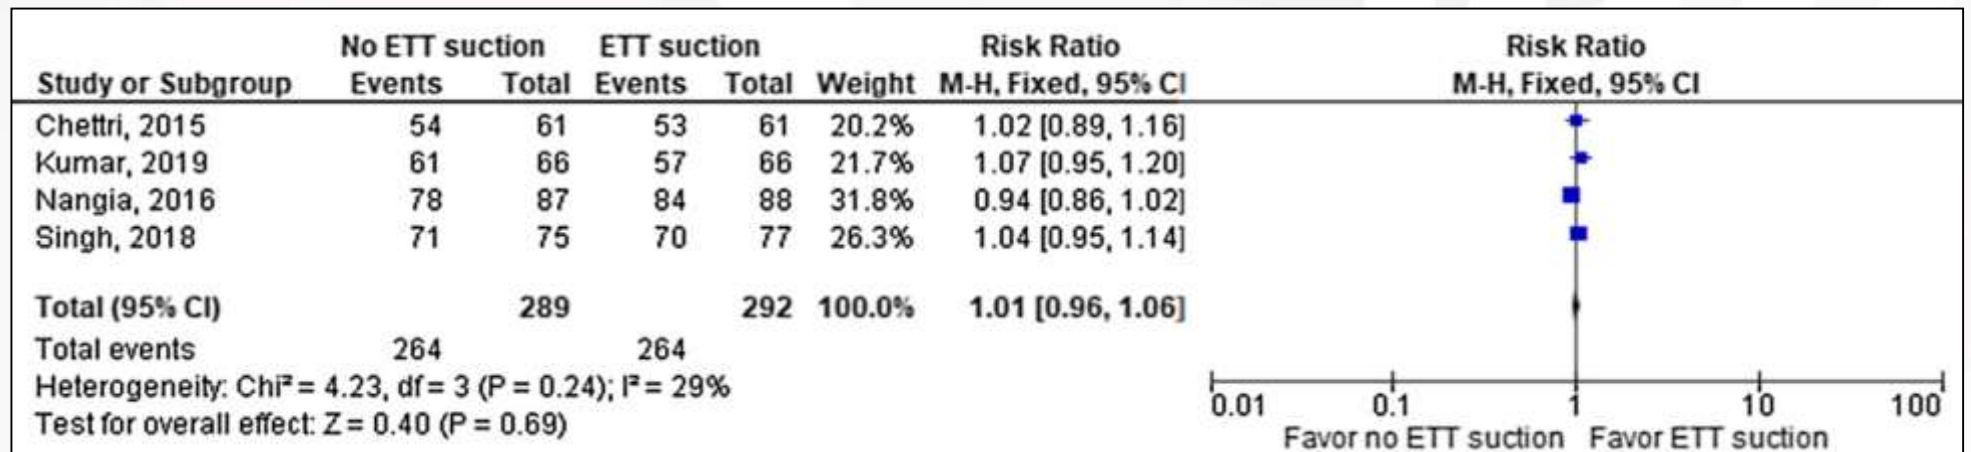 No ETT suction ETT suction Risk Ratio Risk Ratio
Study or Subgroup Events Total Events Total Weight M-H, Fixed, 95% CI M-H, Fixed, 95% CI
Chettri, 2015 54 61 53 61 20.2% 1.02 [0.89, 1.16]
Kumar, 2019 61 66 57 66 21.7% 1.07 [0.95, 1.20]
Nangia, 2016 78 87 84 88 31.8% 0.94 [0.86, 1.02]
Singh, 2018 71 75 70 77 26.3% 1.04 [0.95, 1.14]
Total (95% CI) 289 292 100.0% 1.01 [0.96, 1.06]
Total events 264 264
Heterogeneity: Chi² = 4.23, df = 3 (P = 0.24); I² = 29%
Test for overall effect: Z = 0.40 (P = 0.69)
0.01 0.1 1 10 100
Favor no ETT suction Favor ETT suction